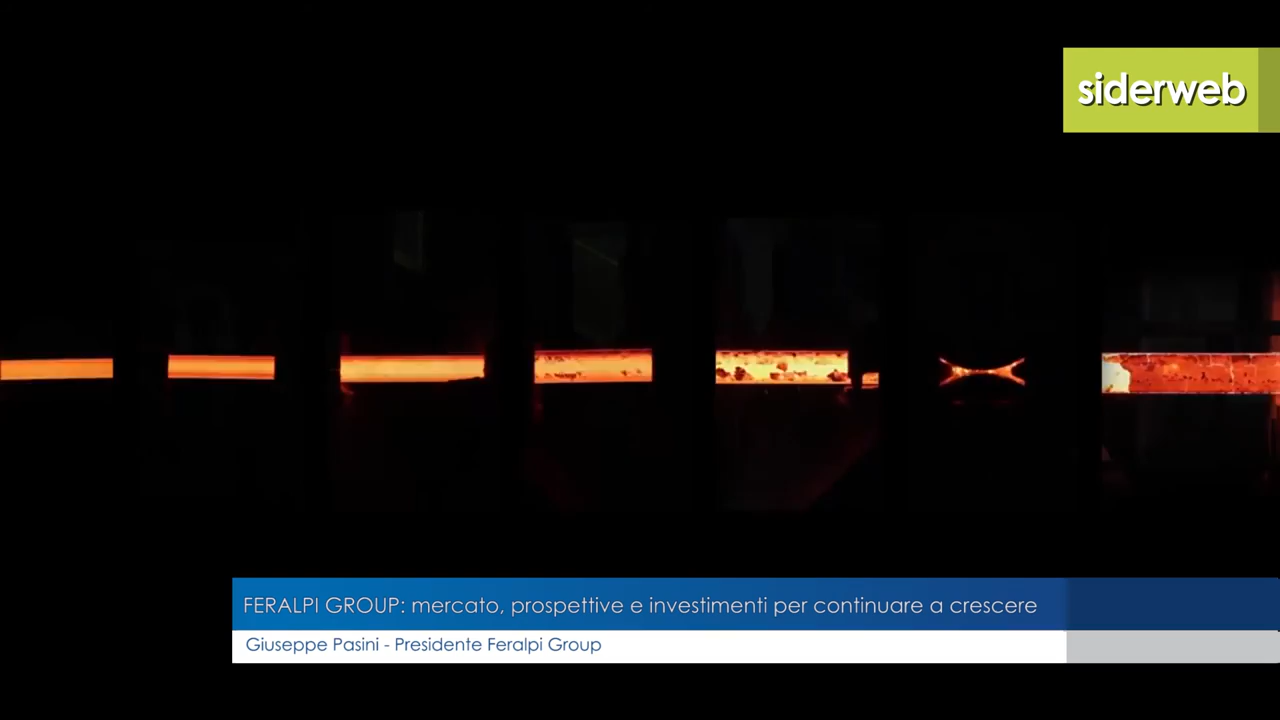 siderweb
FERALPI GROUP: mercato, prospettive e investimenti per continuare a crescere
Giuseppe Pasini - Presidente Feralpi Group